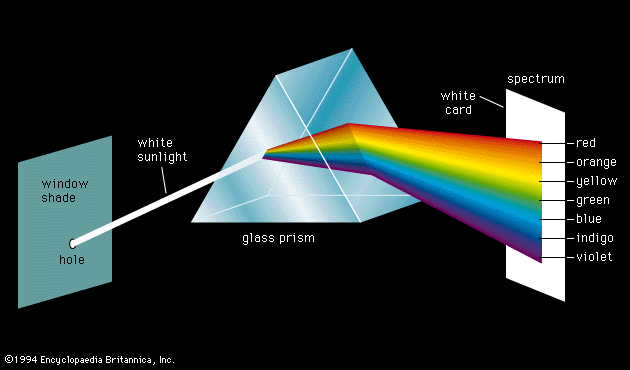 spectrum
white
card
white
sunlight
window
shade
hole
glass prism
red
orange
yellow
green
blue
indigo
violet
©1994 Encyclopaedia Britannica, Inc.